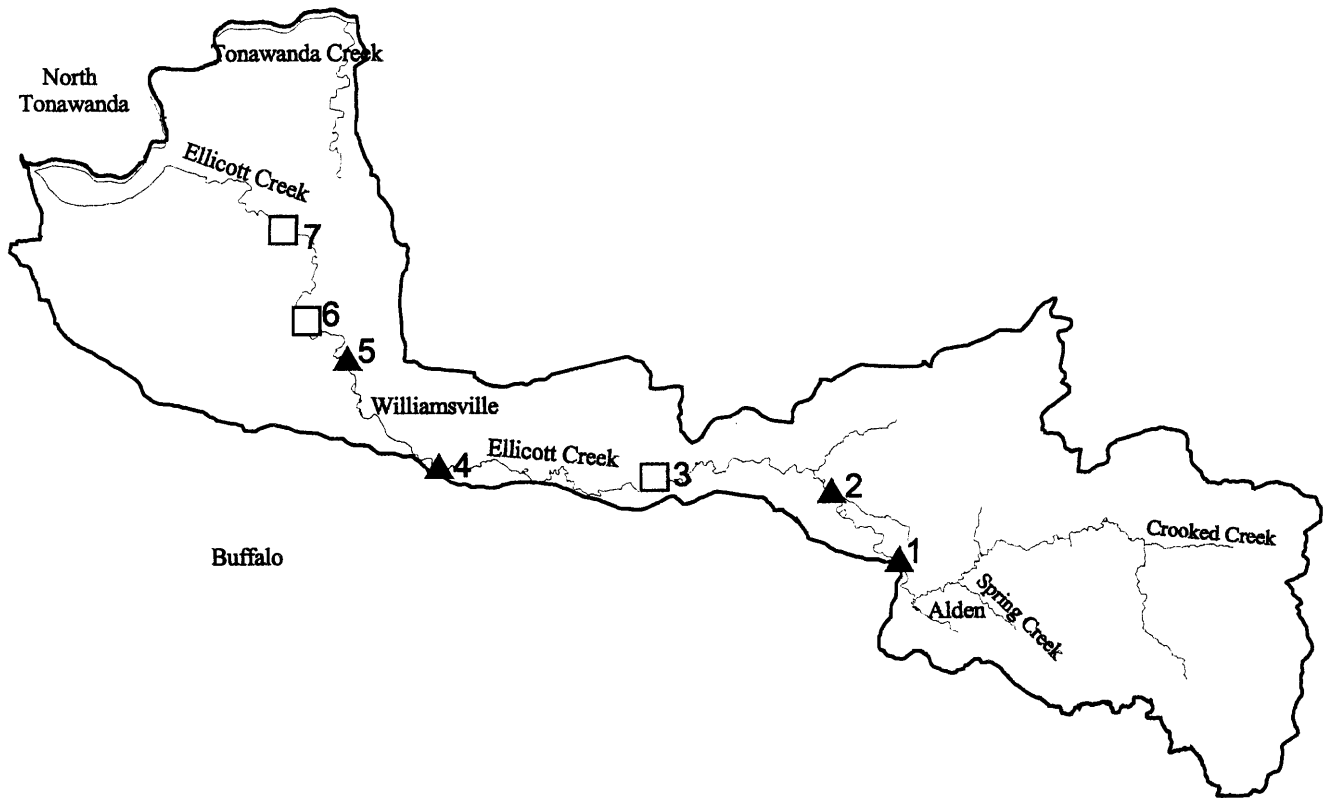 Tonawanda Creek
North
Tonawanda
Ellicott Creek
7
6
5
Williamsville
Ellicott Creek
4
3
2
1
Crooked Creek
Buffalo
Spring Creek
Alden